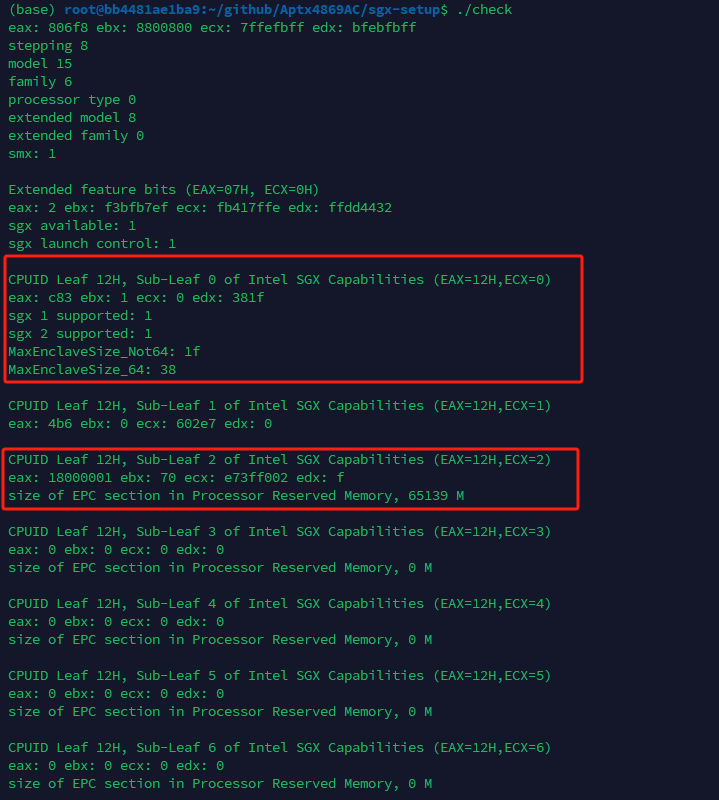 (base) root@bb4481ae1ba9:~/github/Aptx4869AC/sgx-setup$ ./check
eax: 806f8 ebx: 8800800 ecx: 7ffefbff edx: bfebfbff
stepping 8
model 15
family 6
processor type 0
extended model 8
extended family 0
smx: 1
Extended feature bits (EAX=07H, ECX=0H)
eax: 2 ebx: f3bfb7ef ecx: fb417ffe edx: ffdd4432
sgx available: 1
sgx launch control: 1
CPUID Leaf 12H, Sub-Leaf 0 of Intel SGX Capabilities (EAX=12H,ECX=0)
eax: c83 ebx: 1 ecx: 0 edx: 381f
sgx 1 supported: 1
sgx 2 supported: 1
MaxEnclaveSize_Not64: 1f
MaxEnclaveSize_64: 38
CPUID Leaf 12H, Sub-Leaf 1 of Intel SGX Capabilities (EAX=12H,ECX=1)
eax: 4b6 ebx: 0 ecx: 602e7 edx: 0
CPUID Leaf 12H, Sub-Leaf 2 of Intel SGX Capabilities (EAX=12H,ECX=2)
eax: 18000001 ebx: 70 ecx: e73ff002 edx: f
size of EPC section in Processor Reserved Memory, 65139 M
CPUID Leaf 12H, Sub-Leaf 3 of Intel SGX Capabilities (EAX=12H,ECX=3)
eax: 0 ebx: 0 ecx: 0 edx: 0
size of EPC section in Processor Reserved Memory, 0 M
CPUID Leaf 12H, Sub-Leaf 4 of Intel SGX Capabilities (EAX=12H,ECX=4)
eax: 0 ebx: 0 ecx: 0 edx: 0
size of EPC section in Processor Reserved Memory, 0 M
CPUID Leaf 12H, Sub-Leaf 5 of Intel SGX Capabilities (EAX=12H,ECX=5)
eax: 0 ebx: 0 ecx: 0 edx: 0
size of EPC section in Processor Reserved Memory, 0 M
CPUID Leaf 12H, Sub-Leaf 6 of Intel SGX Capabilities (EAX=12H,ECX=6)
eax: 0 ebx: 0 ecx: 0 edx: 0
size of EPC section in Processor Reserved Memory, 0 M